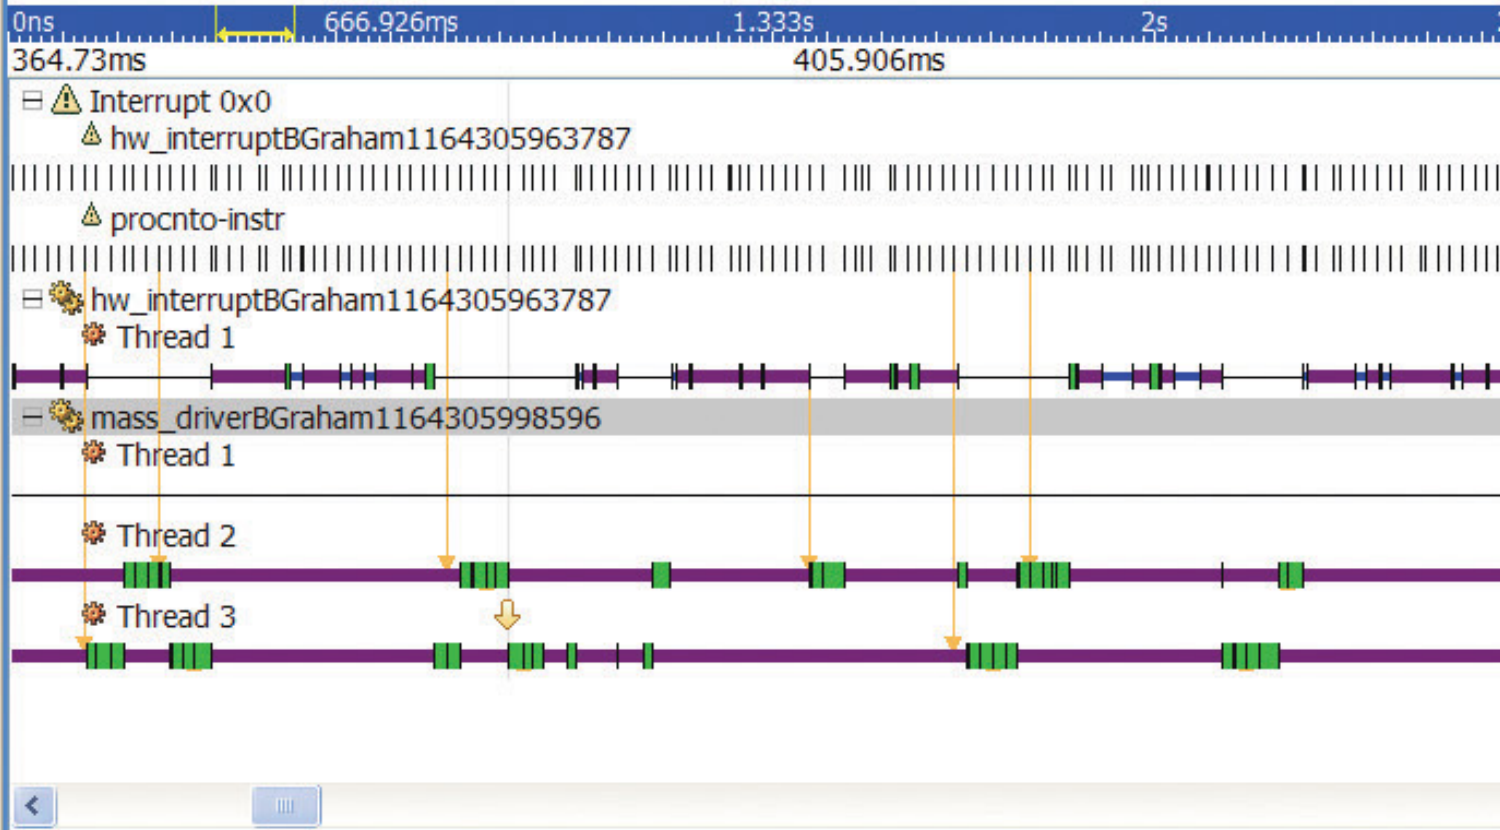 0ns 666.926ms 1.333s 2s
364.73ms 405.906ms
Interrupt 0x0
hw_interruptBGraham1164305963787
procnto-instr
hw_interruptBGraham1164305963787
Thread 1
mass_driverBGraham1164305998596
Thread 1
Thread 2
Thread 3